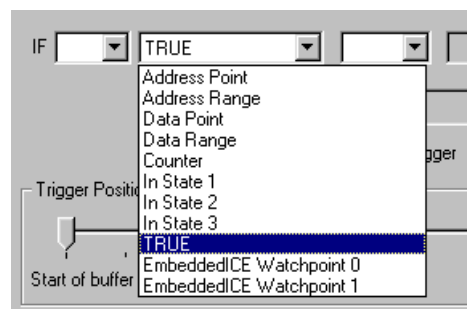 IF TRUE
Address Point
Address Range
Data Point
Data Range
Counter
gger
In State 1
Trigger Positi
In State 2
In State 3
TRUE
EmbeddedICE Watchpoint 0
Start of buffer
EmbeddedICE Watchpoint 1